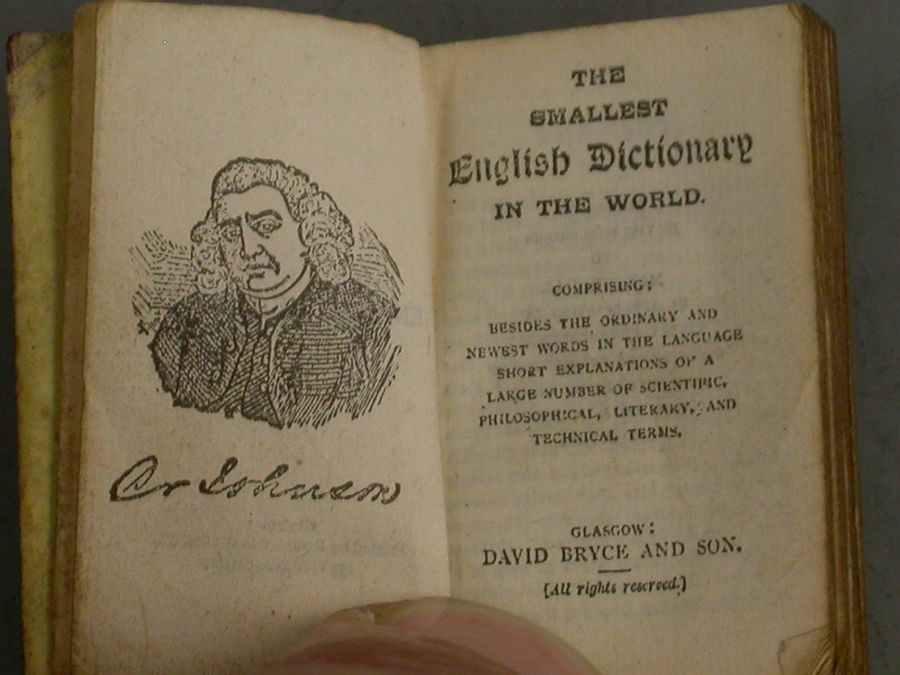 Dr Johnson
THE
SMALLEST
English Dictionary
IN THE WORLD.
COMPRISING:
BESIDES THE ORDINARY AND
NEWEST WORDS IN THE LANGUAGE
SHORT EXPLANATIONS OF A
LARGE NUMBER OF SCIENTIFIC,
PHILOSOPHICAL, LITERARY, AND
TECHNICAL TERMS.
GLASGOW:
DAVID BRYCE AND SON.
[All rights reserved.]